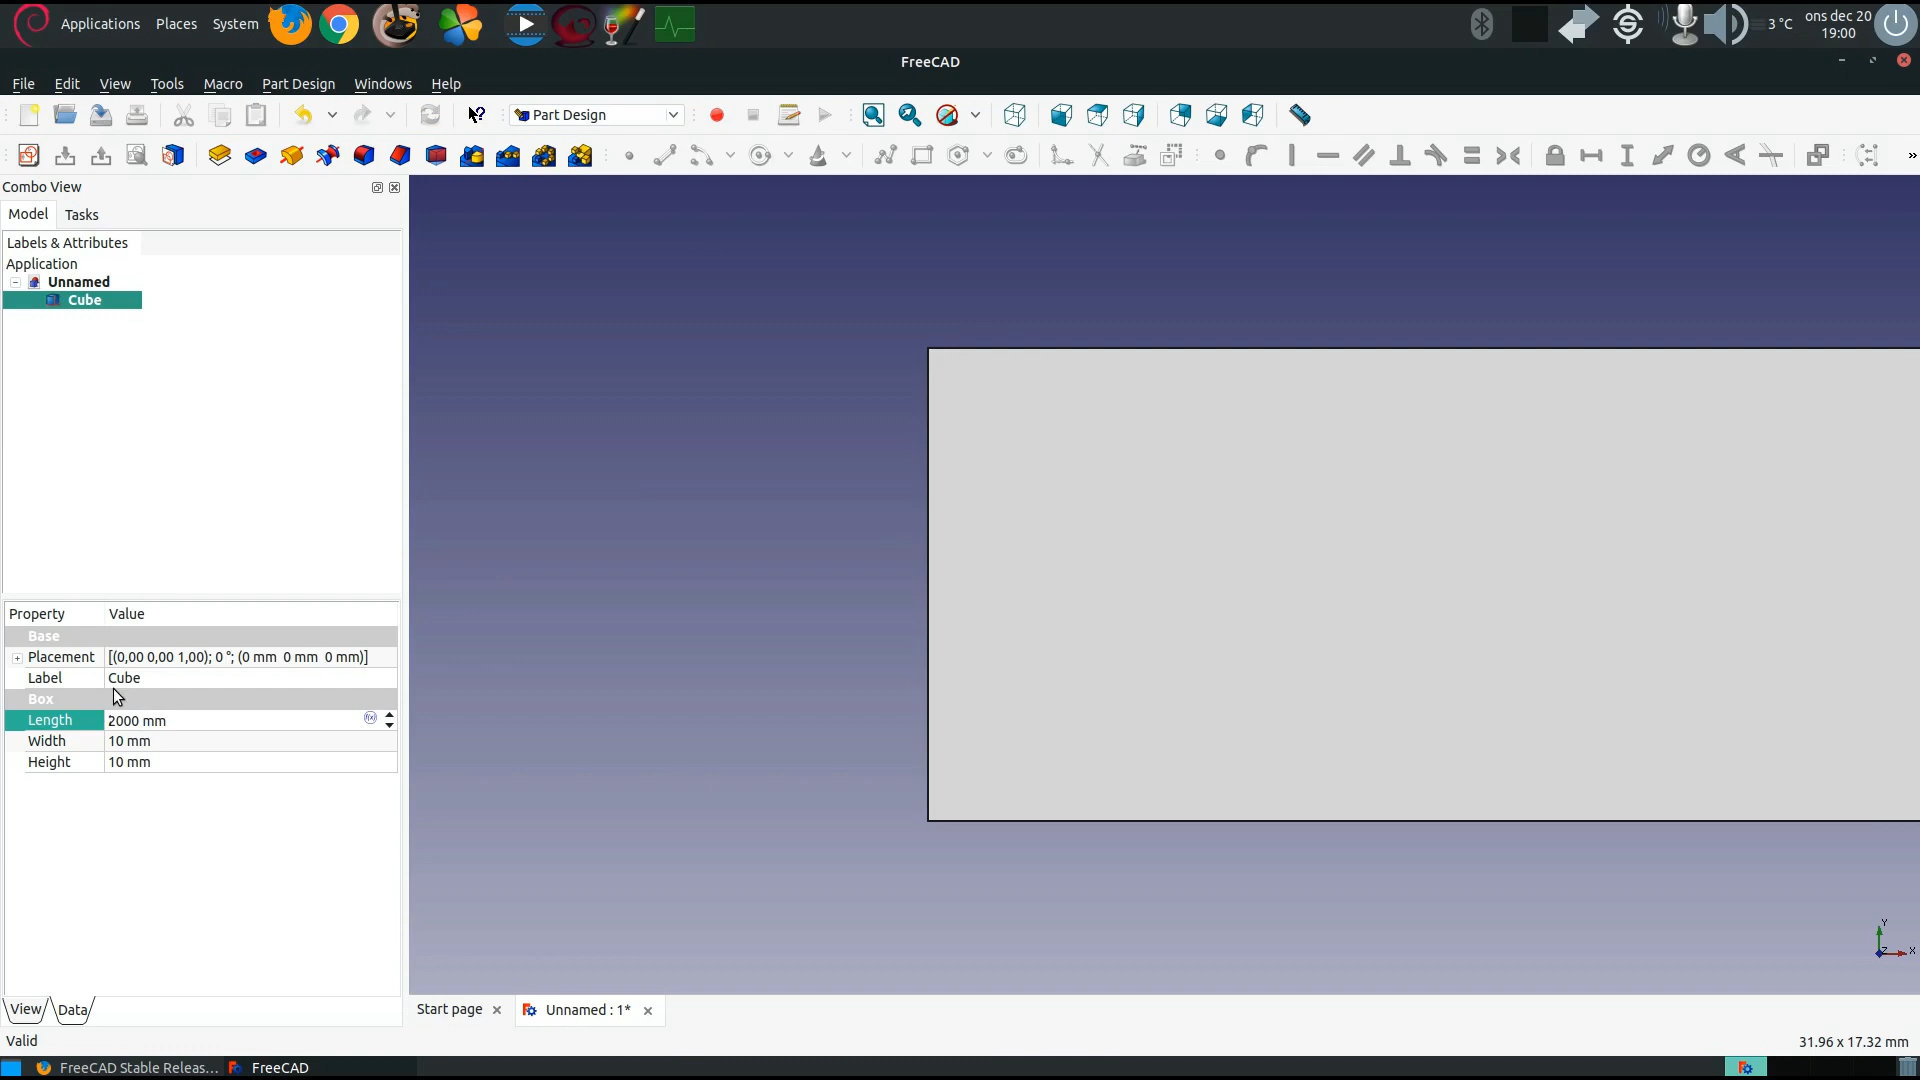 Applications Places System
3 °C
ons dec 20
19:00
FreeCAD
File Edit View Tools Macro Part Design Windows Help
Part Design
»
Combo View
Model Tasks
Labels & Attributes
Application
Unnamed
Cube
Property Value
Base
Placement [(0,00 0,00 1,00); 0 °; (0 mm 0 mm 0 mm)]
Label Cube
Box
Length 2000 mm
Width 10 mm
Height 10 mm
Y
Z X
View Data
Start page Unnamed : 1*
Valid
31.96 x 17.32 mm
FreeCAD Stable Releas... FreeCAD